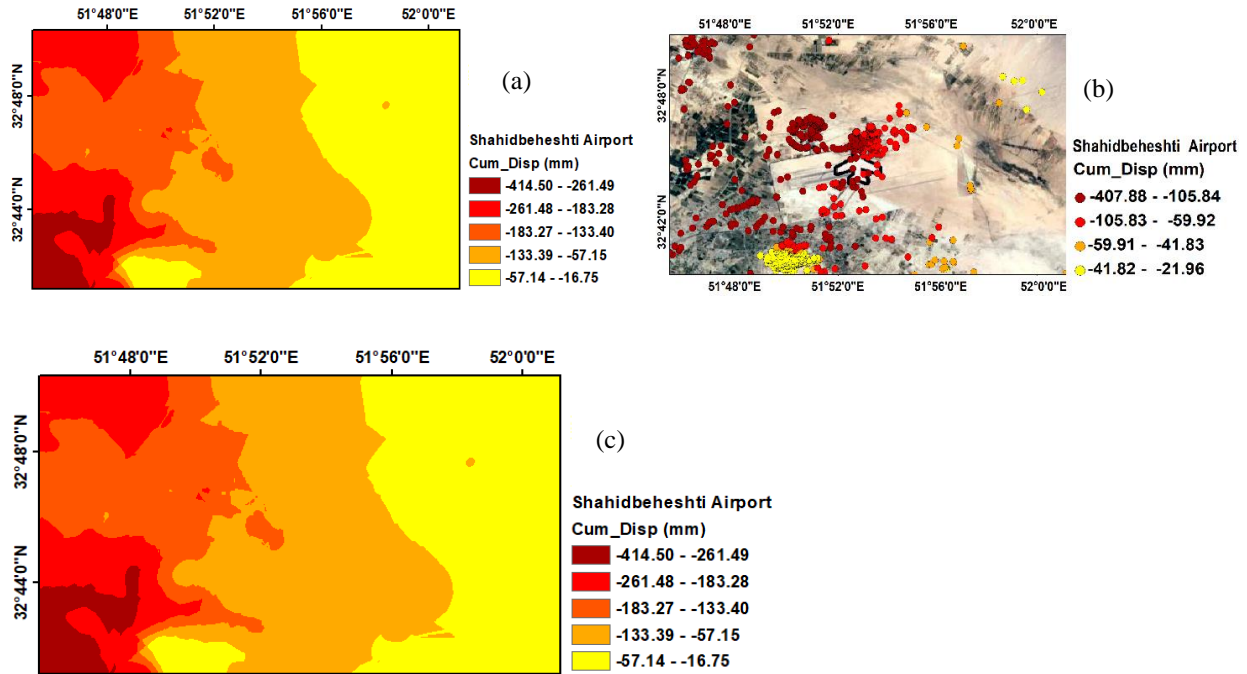 51°48'0"E 51°52'0"E 51°56'0"E 52°0'0"E
32°48'0"N
32°44'0"N
(a)
Shahidbeheshti Airport
Cum_Disp (mm)
-414.50 - -261.49
-261.48 - -183.28
-183.27 - -133.40
-133.39 - -57.15
-57.14 - -16.75
51°48'0"E 51°52'0"E 51°56'0"E 52°0'0"E
32°48'0"N
32°42'0"N
51°48'0"E 51°52'0"E 51°56'0"E 52°0'0"E
(b)
Shahidbeheshti Airport
Cum_Disp (mm)
-407.88 - -105.84
-105.83 - -59.92
-59.91 - -41.83
-41.82 - -21.96
51°48'0"E 51°52'0"E 51°56'0"E 52°0'0"E
32°48'0"N
32°44'0"N
(c)
Shahidbeheshti Airport
Cum_Disp (mm)
-414.50 - -261.49
-261.48 - -183.28
-183.27 - -133.40
-133.39 - -57.15
-57.14 - -16.75